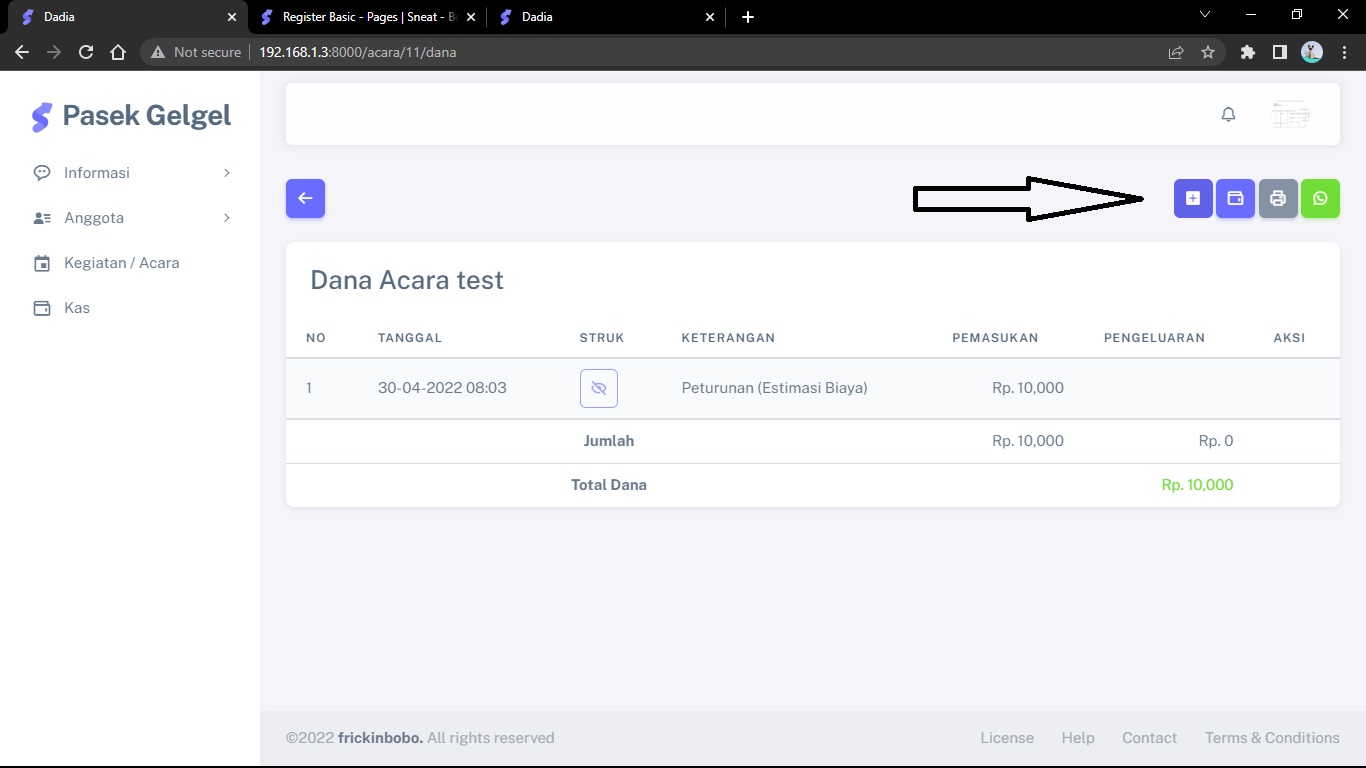 Dadia
Register Basic - Pages | Sneat - B
Dadia
Not secure
192.168.1.3:8000/acara/11/dana
Pasek Gelgel
Informasi
Anggota
Kegiatan / Acara
Kas
Dana Acara test
NO TANGGAL STRUK KETERANGAN PEMASUKAN PENGELUARAN AKSI
1 30-04-2022 08:03 Peturunan (Estimasi Biaya) Rp. 10,000
Jumlah Rp. 10,000 Rp. 0
Total Dana Rp. 10,000
©2022 frickinbobo. All rights reserved License Help Contact Terms & Conditions